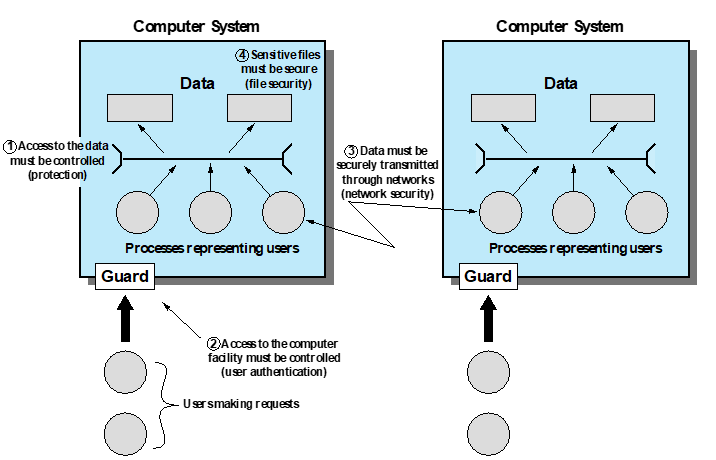 Computer System
Computer System
④ Sensitive files
must be secure
(file security)
Data
Data
① Access to the data
must be controlled
(protection)
③ Data must be
securely transmitted
through networks
(network security)
Processes representing users
Processes representing users
Guard
Guard
② Access to the computer
facility must be controlled
(user authentication)
Users making requests